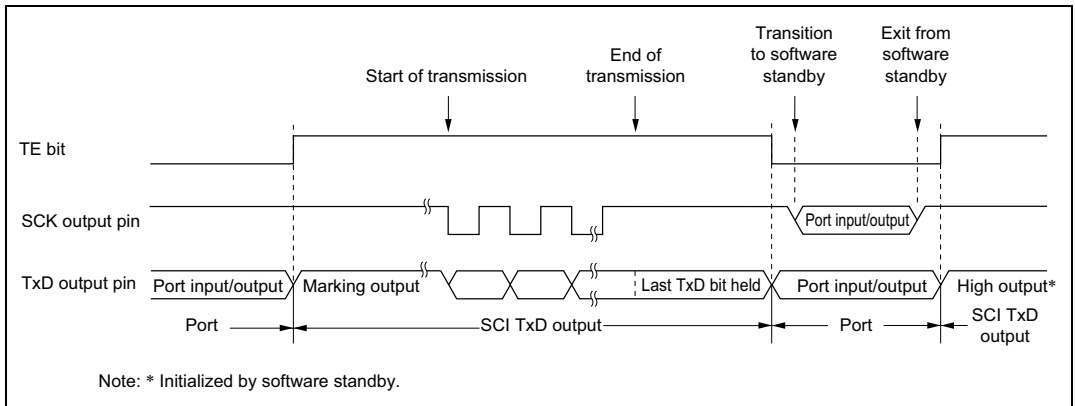 Transition
to software
standby
Exit from
software
standby
End of
transmission
Start of transmission
TE bit
SCK output pin
Port input/output
TxD output pin
Port input/output
Marking output
Last TxD bit held
Port input/output
High output*
Port
SCI TxD output
Port
SCI TxD
output
Note: * Initialized by software standby.